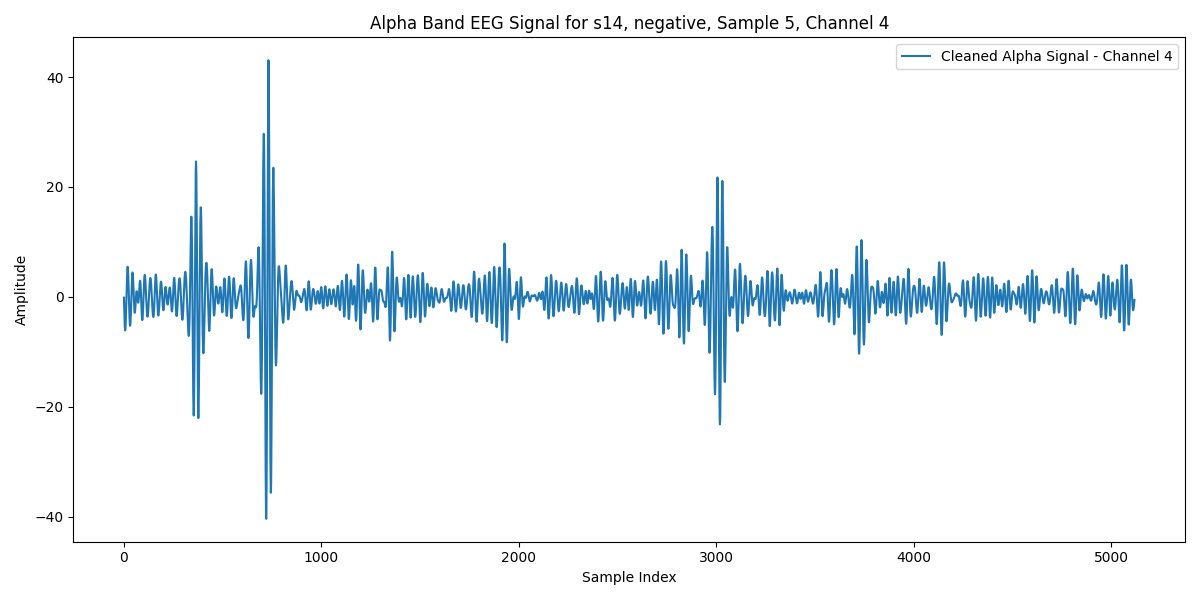 Alpha Band EEG Signal for s14, negative, Sample 5, Channel 4
Cleaned Alpha Signal - Channel 4
Amplitude
40
20
0
−20
−40
0 1000 2000 3000 4000 5000
Sample Index